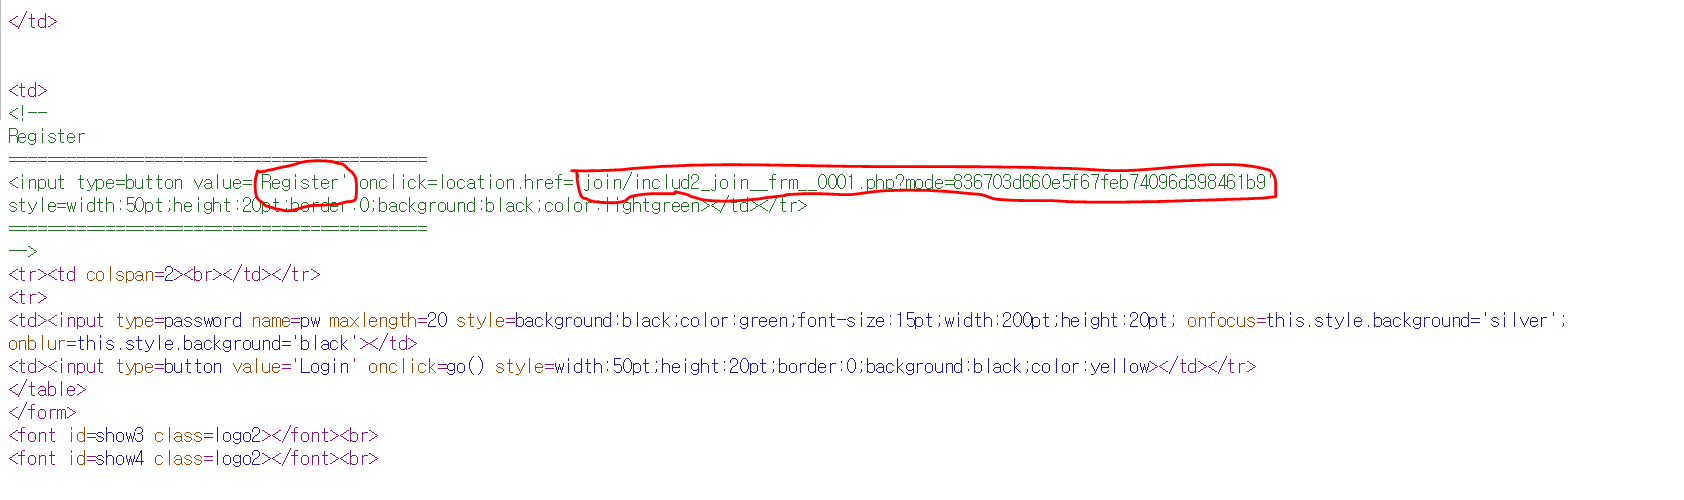 </td>
<td>
<!--
Register
===========================================
<input type=button value='Register' onclick=location.href='join/includ2_join__frm__0001.php?mode=836703d660e5f67feb74096d398461b9'
style=width:50pt;height:20pt;border:0;background:black;color:lightgreen></td></tr>
===========================================
-->
<tr><td colspan=2><br></td></tr>
<tr>
<td><input type=password name=pw maxlength=20 style=background:black;color:green;font-size:15pt;width:200pt;height:20pt; onfocus=this.style.background='silver';
onblur=this.style.background='black'></td>
<td><input type=button value='Login' onclick=go() style=width:50pt;height:20pt;border:0;background:black;color:yellow></td></tr>
</table>
</form>
<font id=show3 class=logo2></font><br>
<font id=show4 class=logo2></font><br>